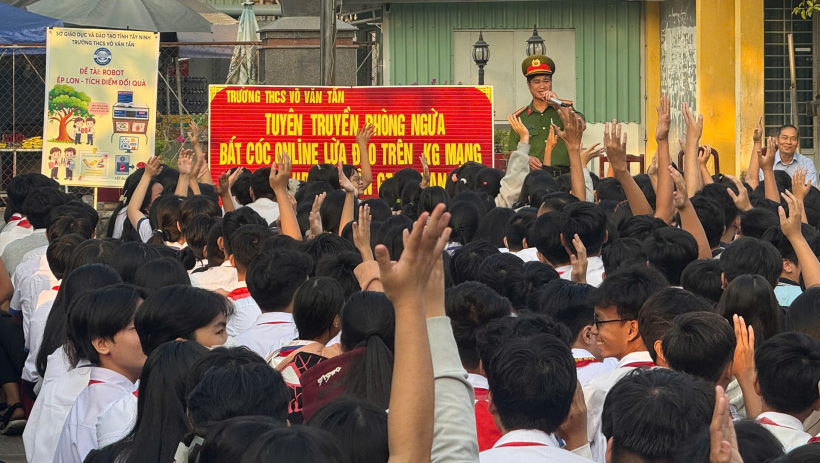 SỞ GIÁO DỤC VÀ ĐÀO TẠO TỈNH TÂY NINH
TRƯỜNG THCS VÕ VĂN TẦN
ĐỀ TÀI: ROBOT
ÉP LON - TÍCH ĐIỂM ĐỔI QUÀ
TRƯỜNG THCS VÕ VĂN TẦN
TUYÊN TRUYỀN PHÒNG NGỪA
BẮT CÓC ONLINE LỪA ĐẢO TRÊN KG MẠNG